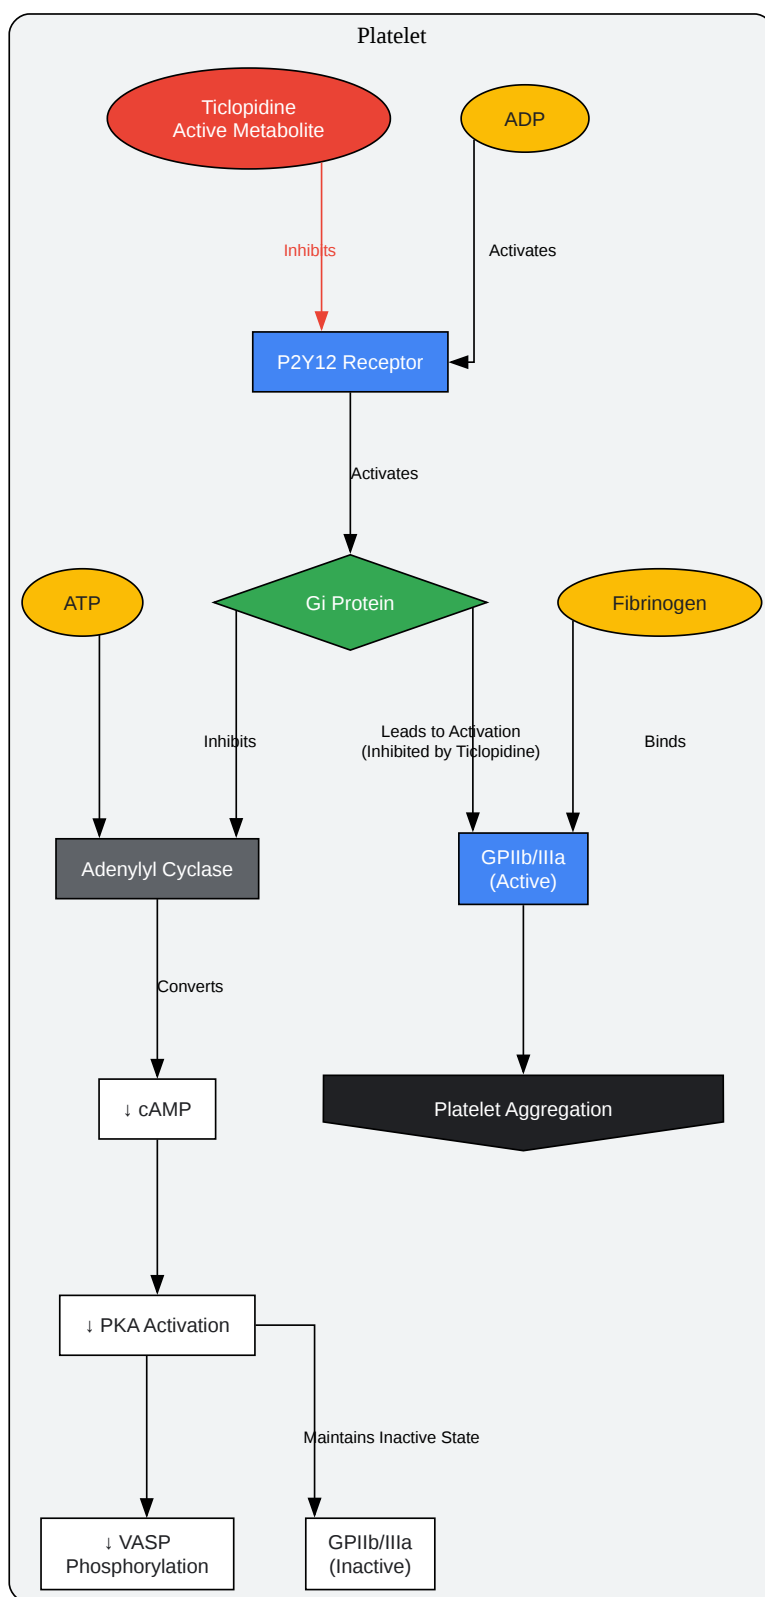 Platelet
Ticlopidine
Active Metabolite
ADP
Inhibits
Activates
P2Y12 Receptor
Activates
ATP
Gi Protein
Fibrinogen
Inhibits
Leads to Activation
(Inhibited by Ticlopidine)
Binds
Adenylyl Cyclase
GPIIb/IIIa
(Active)
Converts
↓ cAMP
Platelet Aggregation
↓ PKA Activation
Maintains Inactive State
↓ VASP
Phosphorylation
GPIIb/IIIa
(Inactive)